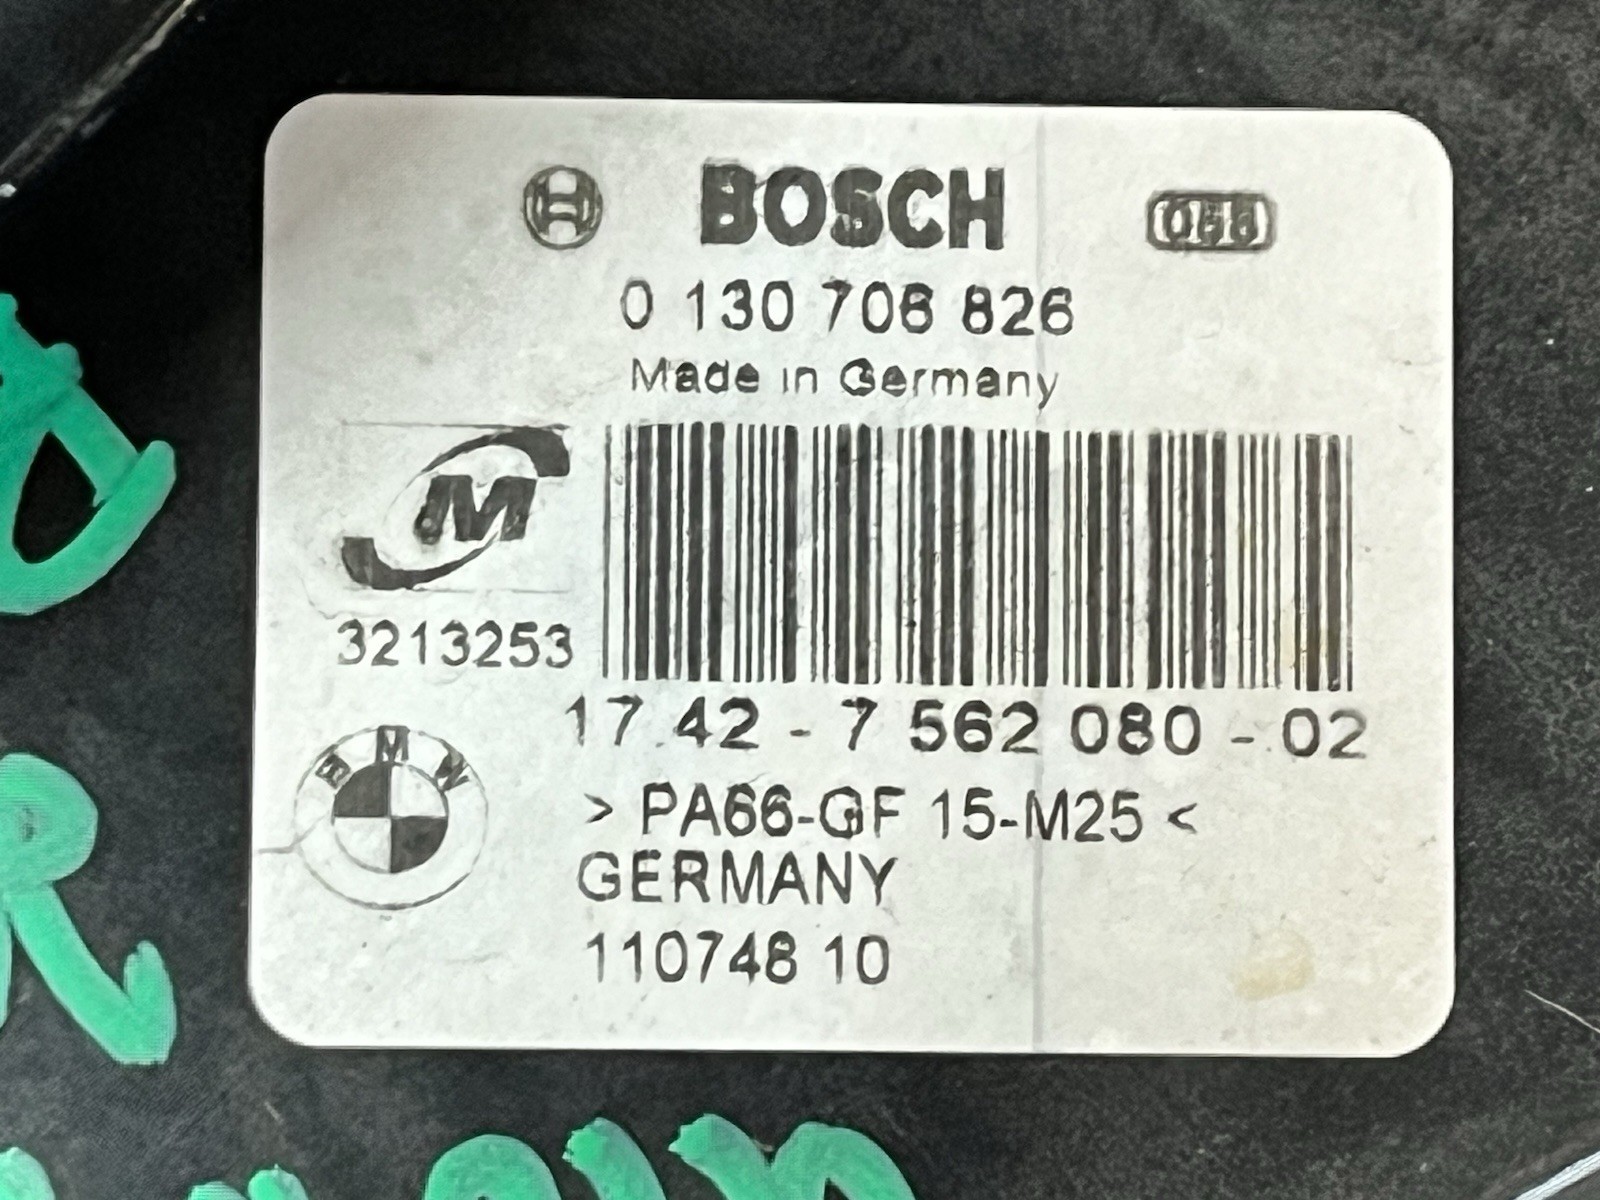 BOSCH
0 130 706 826
Made in Germany
M
3213253
17.42 - 7 562 080 - 02
BMW
> PA66-GF 15-M25 <
GERMANY
110748 10
R